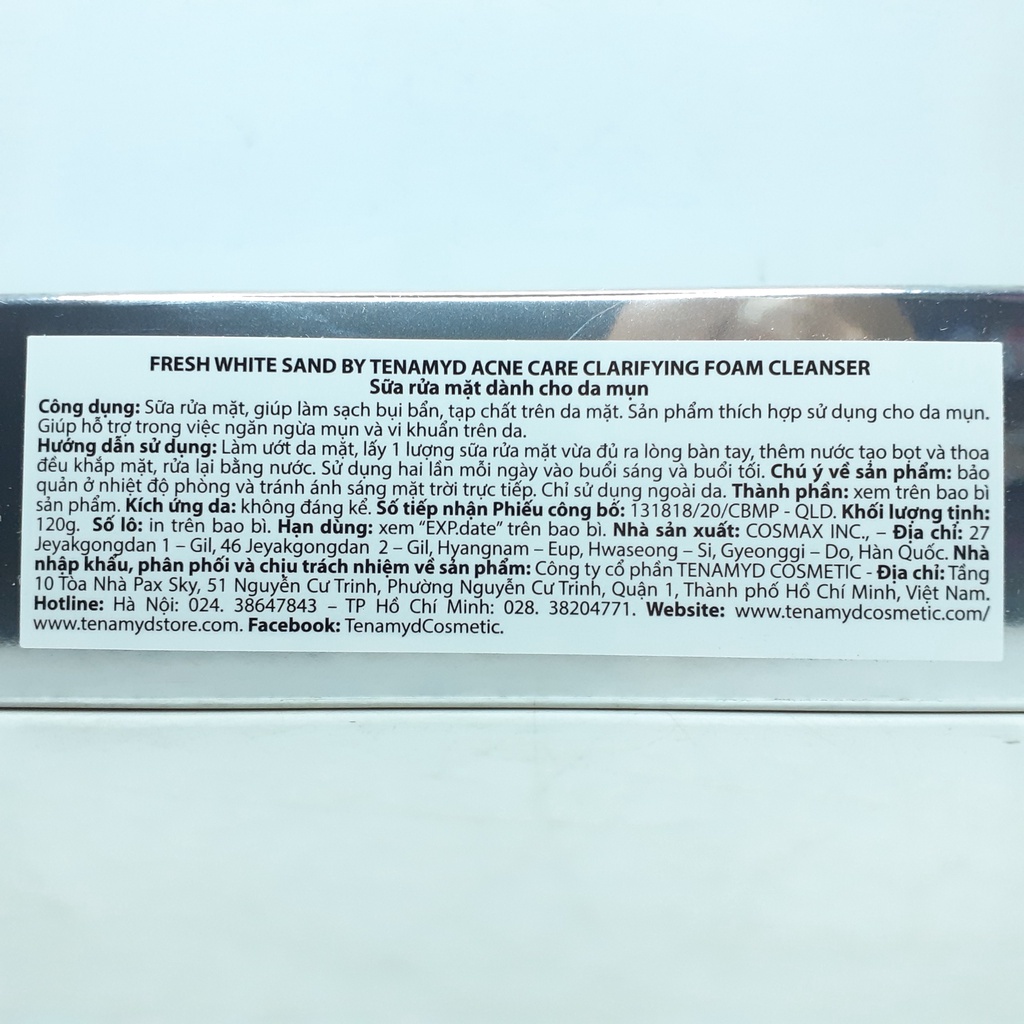 FRESH WHITE SAND BY TENAMYD ACNE CARE CLARIFYING FOAM CLEANSER
Sữa rửa mặt dành cho da mụn
Công dụng: Sữa rửa mặt, giúp làm sạch bụi bẩn, tạp chất trên da mặt. Sản phẩm thích hợp sử dụng cho da mụn.
Giúp hỗ trợ trong việc ngăn ngừa mụn và vi khuẩn trên da.
Hướng dẫn sử dụng: Làm ướt da mặt, lấy 1 lượng sữa rửa mặt vừa đủ ra lòng bàn tay, thêm nước tạo bọt và thoa
đều khắp mặt, rửa lại bằng nước. Sử dụng hai lần mỗi ngày vào buổi sáng và buổi tối. Chú ý về sản phẩm: bảo
quản ở nhiệt độ phòng và tránh ánh sáng mặt trời trực tiếp. Chỉ sử dụng ngoài da. Thành phần: xem trên bao bì
sản phẩm. Kích ứng da: không đáng kể. Số tiếp nhận Phiếu công bố: 131818/20/CBMP - QLD. Khối lượng tịnh:
120g. Số lô: in trên bao bì. Hạn dùng: xem “EXP.date” trên bao bì. Nhà sản xuất: COSMAX INC., – Địa chỉ: 27
Jeyakgongdan 1 – Gil, 46 Jeyakgongdan 2 – Gil, Hyangnam – Eup, Hwaseong – Si, Gyeonggi – Do, Hàn Quốc. Nhà
nhập khẩu, phân phối và chịu trách nhiệm về sản phẩm: Công ty cổ phần TENAMYD COSMETIC - Địa chỉ: Tầng
10 Tòa Nhà Pax Sky, 51 Nguyễn Cư Trinh, Phường Nguyễn Cư Trinh, Quận 1, Thành phố Hồ Chí Minh, Việt Nam.
Hotline: Hà Nội: 024. 38647843 – TP Hồ Chí Minh: 028. 38204771. Website: www.tenamydcosmetic.com/
www.tenamydstore.com. Facebook: TenamydCosmetic.